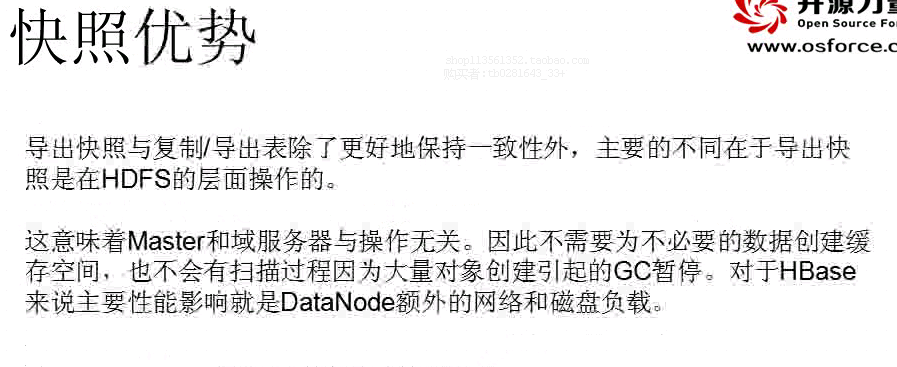 快照优势
开源力量
Open Source For
www.osforce.c
shop113561352.taobao.com
购买者:tb0281643_33
导出快照与复制/导出表除了更好地保持一致性外，主要的不同在于导出快
照是在HDFS的层面操作的。
这意味着Master和域服务器与操作无关。因此不需要为不必要的数据创建缓
存空间，也不会有扫描过程因为大量对象创建引起的GC暂停。对于HBase
来说主要性能影响就是DataNode额外的网络和磁盘负载。